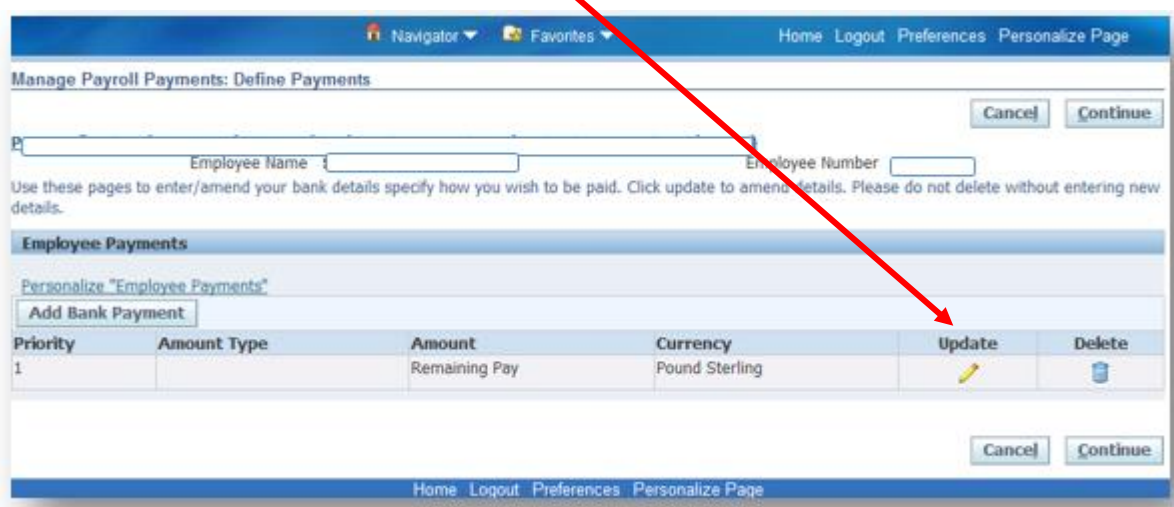 Navigator Favorites Home Logout Preferences Personalize Page
Manage Payroll Payments: Define Payments
Cancel Continue
Employee Name : Employee Number
Use these pages to enter/amend your bank details specify how you wish to be paid. Click update to amend details. Please do not delete without entering new
details.
Employee Payments
Personalize "Employee Payments"
Add Bank Payment
Priority Amount Type Amount Currency Update Delete
1 Remaining Pay Pound Sterling
Cancel Continue
Home Logout Preferences Personalize Page